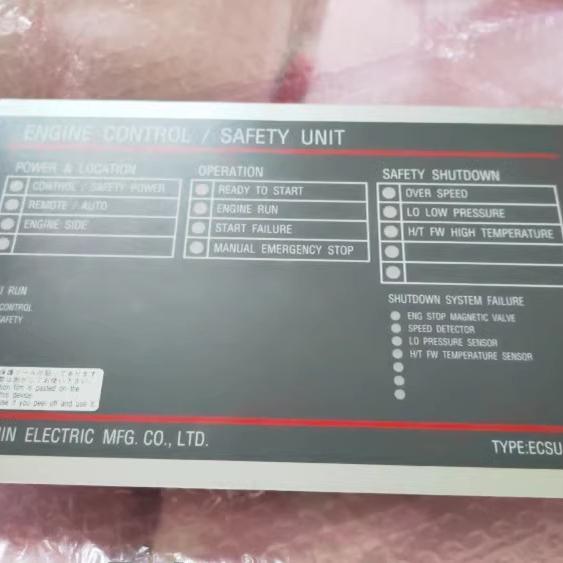 ENGINE CONTROL / SAFETY UNIT
POWER & LOCATION
CONTROL / SAFETY POWER
REMOTE / AUTO
ENGINE SIDE
OPERATION
READY TO START
ENGINE RUN
START FAILURE
MANUAL EMERGENCY STOP
SAFETY SHUTDOWN
OVER SPEED
LO LOW PRESSURE
H/T FW HIGH TEMPERATURE
RUN
CONTROL
SAFETY
SHUTDOWN SYSTEM FAILURE
ENG STOP MAGNETIC VALVE
SPEED DETECTOR
LO PRESSURE SENSOR
H/T FW TEMPERATURE SENSOR
film is pasted on the
device
if you peel off and use it
ELECTRIC MFG. CO., LTD.
TYPE:ECSU